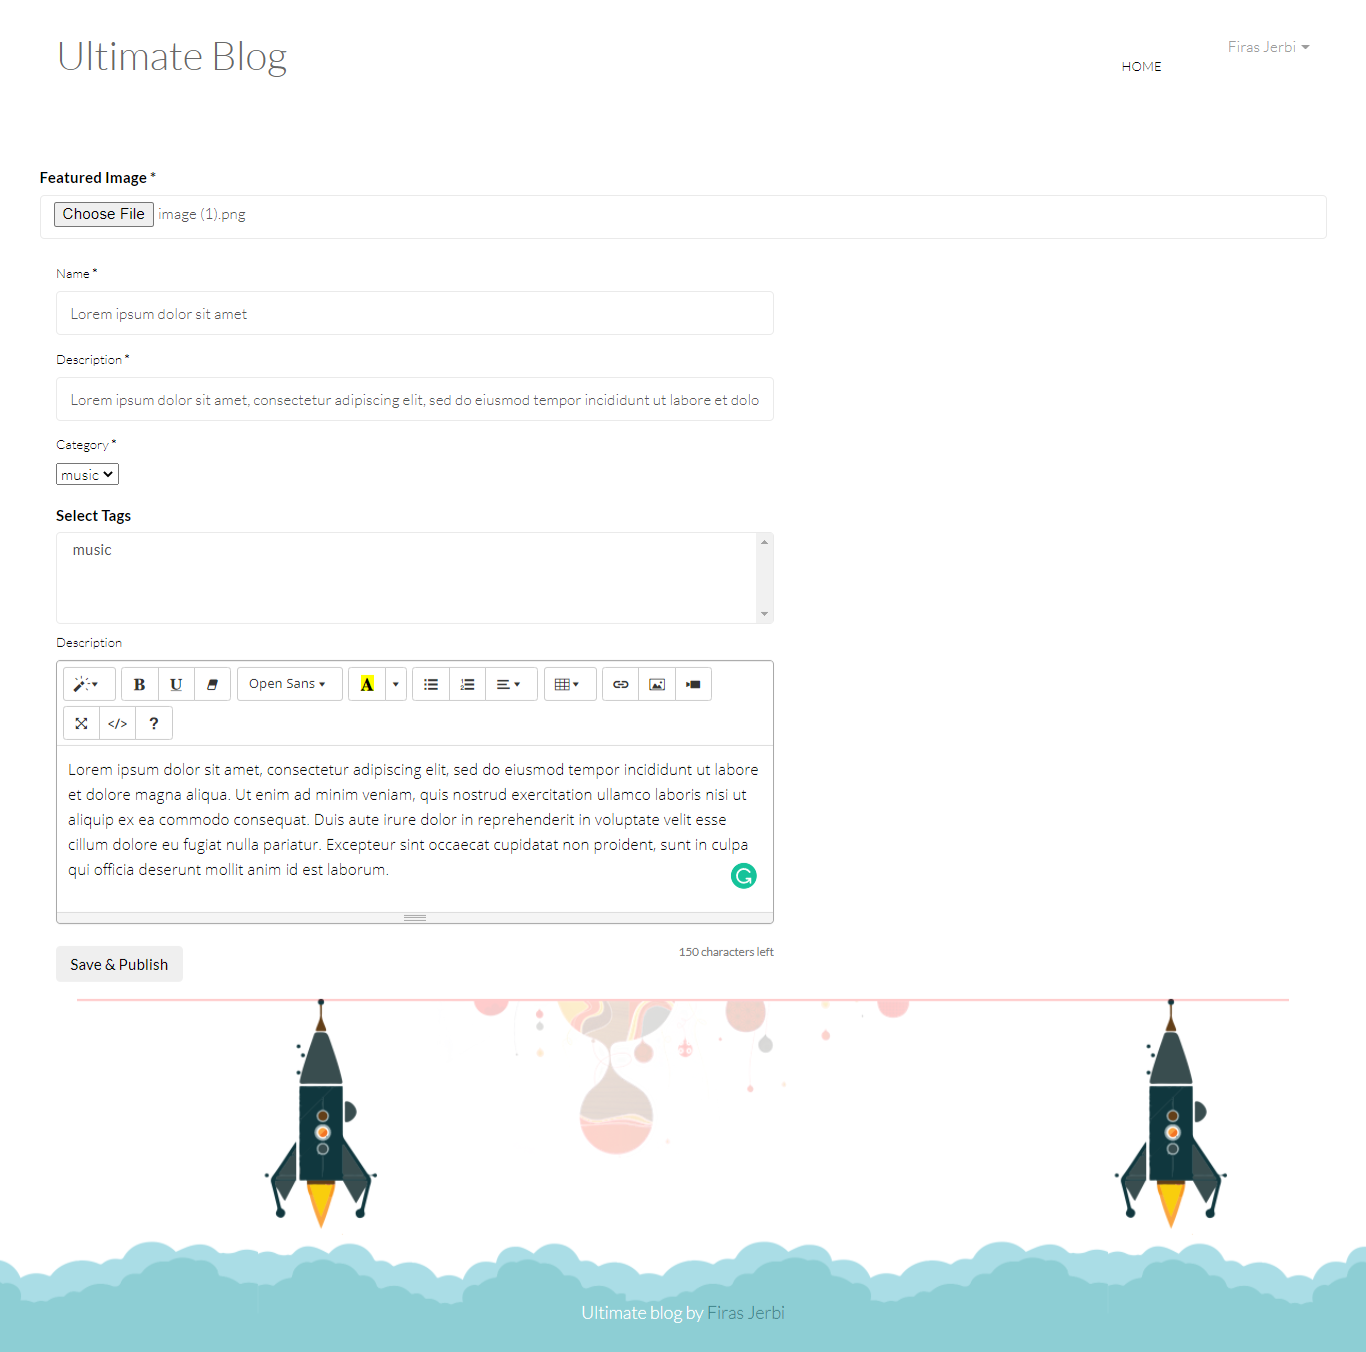 Ultimate Blog
Firas Jerbi
HOME
Featured Image *
Choose File image (1).png
Name *
Lorem ipsum dolor sit amet
Description *
Lorem ipsum dolor sit amet, consectetur adipiscing elit, sed do eiusmod tempor incididunt ut labore et dolo
Category *
music
Select Tags
music
Description
B U Open Sans A
</> ?
Lorem ipsum dolor sit amet, consectetur adipiscing elit, sed do eiusmod tempor incididunt ut labore
et dolore magna aliqua. Ut enim ad minim veniam, quis nostrud exercitation ullamco laboris nisi ut
aliquip ex ea commodo consequat. Duis aute irure dolor in reprehenderit in voluptate velit esse
cillum dolore eu fugiat nulla pariatur. Excepteur sint occaecat cupidatat non proident, sunt in culpa
qui officia deserunt mollit anim id est laborum.
150 characters left
Save & Publish
Ultimate blog by Firas Jerbi